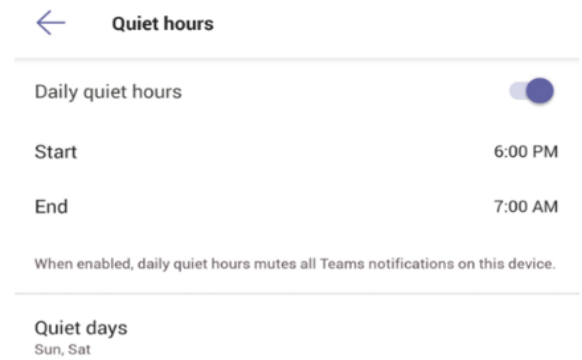 Quiet hours
Daily quiet hours
Start 6:00 PM
End 7:00 AM
When enabled, daily quiet hours mutes all Teams notifications on this device.
Quiet days
Sun, Sat